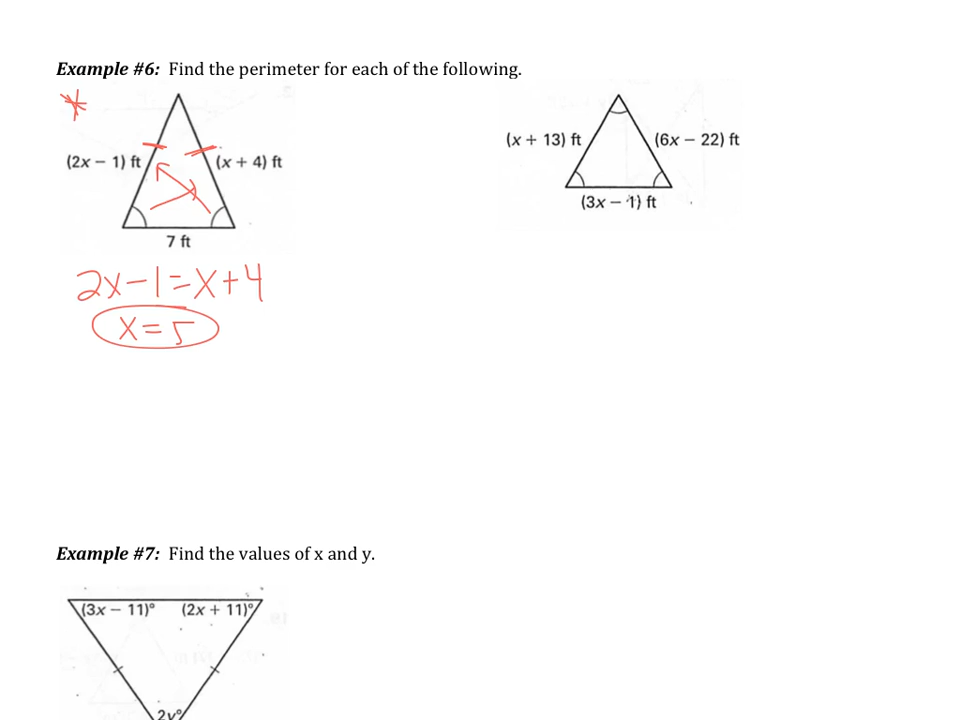 Example #6: Find the perimeter for each of the following.
(2x – 1) ft
(x + 4) ft
7 ft
2x-1=x+4
x=5
(x + 13) ft
(6x – 22) ft
(3x – 1) ft
Example #7: Find the values of x and y.
(3x – 11)° (2x + 11)°
2y°